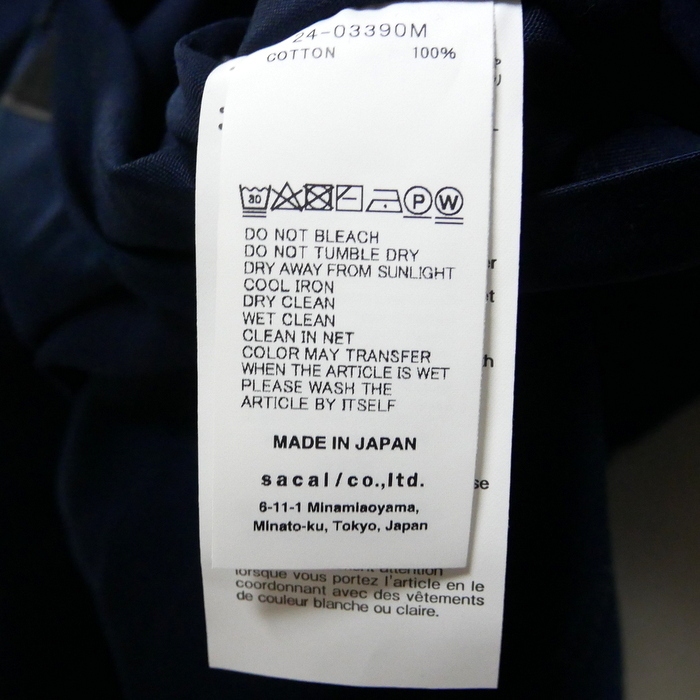 24-03390M
COTTON 100%
30
P
W
DO NOT BLEACH
DO NOT TUMBLE DRY
DRY AWAY FROM SUNLIGHT
COOL IRON
DRY CLEAN
WET CLEAN
CLEAN IN NET
COLOR MAY TRANSFER
WHEN THE ARTICLE IS WET
PLEASE WASH THE
ARTICLE BY ITSELF
MADE IN JAPAN
sacai/co.,ltd.
6-11-1 Minamiaoyama,
Minato-ku, Tokyo, Japan
attention
lorsque vous portez l'article en le
coordonnant avec des vêtements
de couleur blanche ou claire.